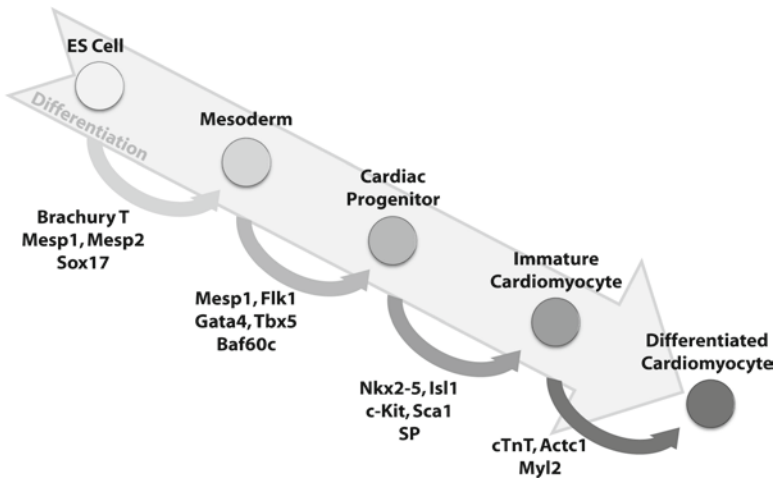 ES Cell
Differentiation
Mesoderm
Brachury T
Mesp1, Mesp2
Sox17
Cardiac
Progenitor
Mesp1, Flk1
Gata4, Tbx5
Baf60c
Immature
Cardiomyocyte
Nkx2-5, Isl1
c-Kit, Sca1
SP
Differentiated
Cardiomyocyte
cTnT, Actc1
Myl2